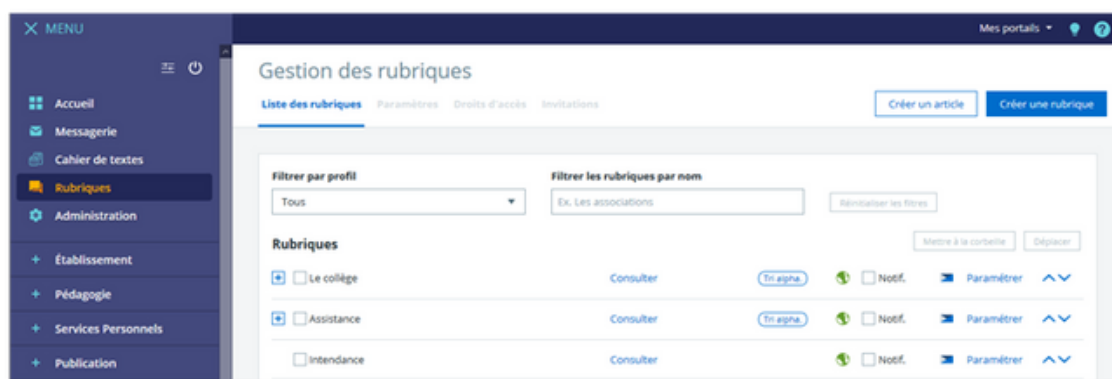 MENU
Mes portails
Gestion des rubriques
Liste des rubriques Paramètres Droits d'accès Invitations
Créer un article Créer une rubrique
Accueil
Messagerie
Cahier de textes
Rubriques
Administration
Établissement
Pédagogie
Services Personnels
Publication
Filtrer par profil Filtrer les rubriques par nom
Tous Ex. Les associations Réinitialiser les filtres
Rubriques Mettre à la corbeille Déplacer
Le collège Consulter Tri alpha. Notif. Paramétrer
Assistance Consulter Tri alpha. Notif. Paramétrer
Intendance Consulter Notif. Paramétrer